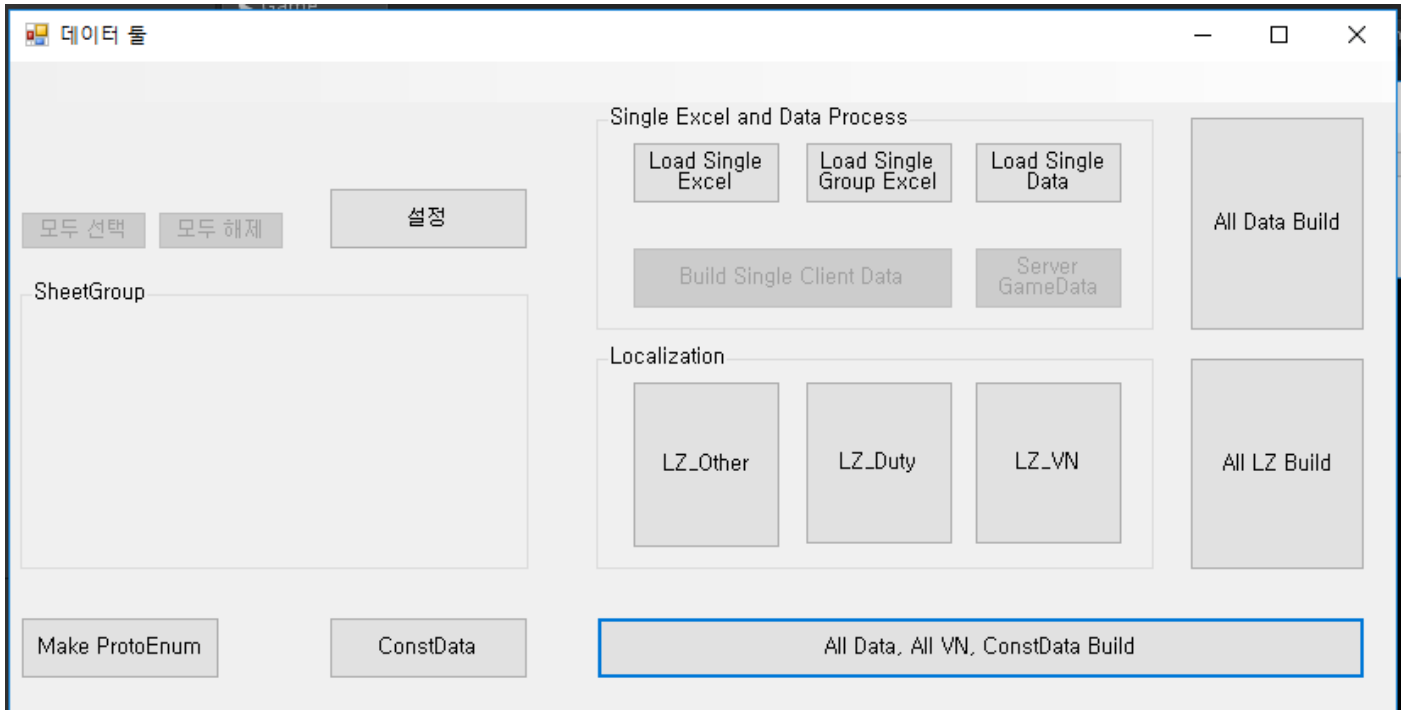 Game
데이터 툴
모두 선택
모두 해제
설정
SheetGroup
Make ProtoEnum
ConstData
Single Excel and Data Process
Load Single
Excel
Load Single
Group Excel
Load Single
Data
Build Single Client Data
Server
GameData
All Data Build
Localization
LZ_Other
LZ_Duty
LZ_VN
All LZ Build
All Data, All VN, ConstData Build